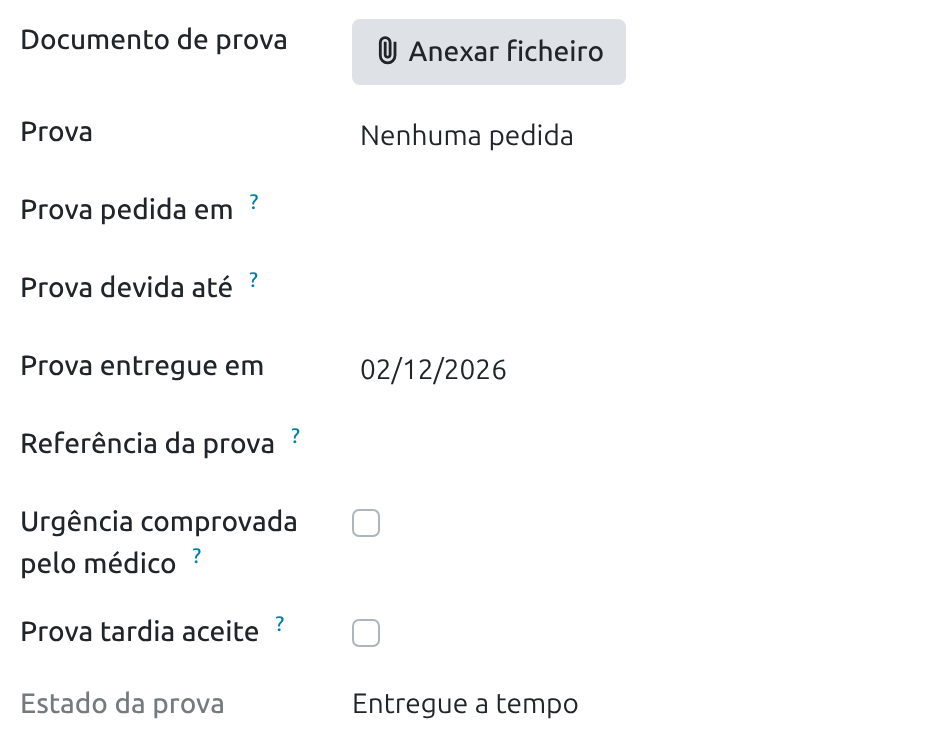 Documento de prova
Anexar ficheiro
Prova
Nenhuma pedida
Prova pedida em ?
Prova devida até ?
Prova entregue em
02/12/2026
Referência da prova ?
Urgência comprovada
pelo médico ?
Prova tardia aceite ?
Estado da prova
Entregue a tempo